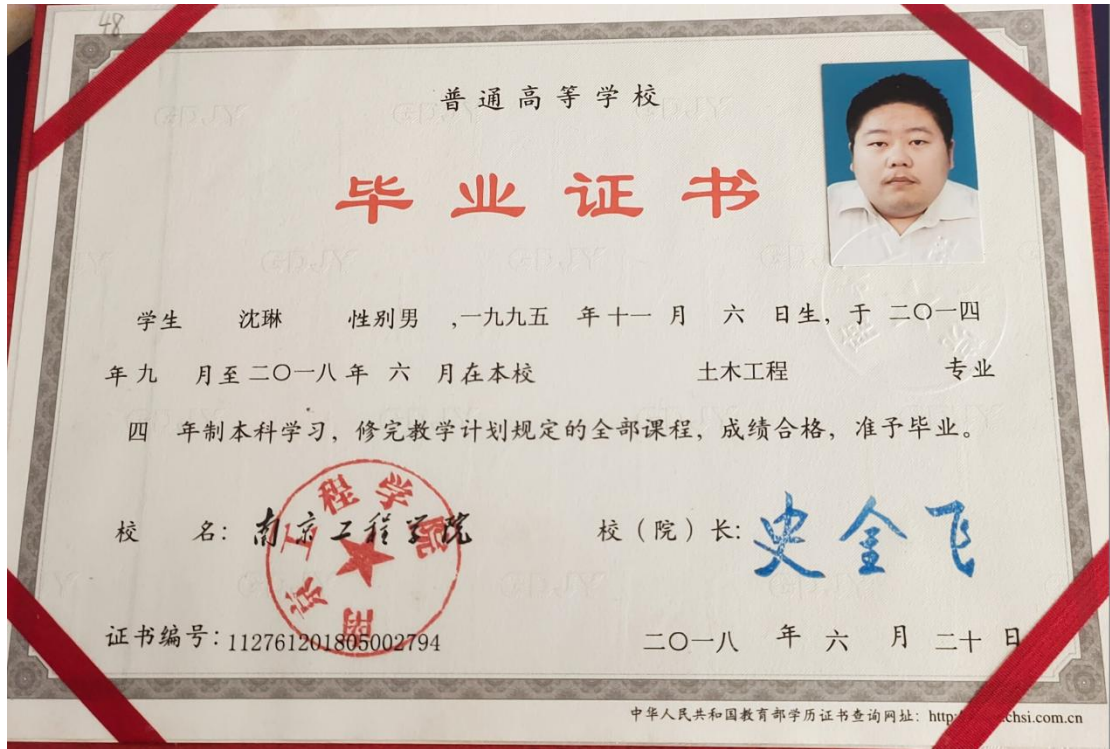 48
普通高等学校
毕业证书
学生 沈琳 性别男 ,一九九五 年十一 月 六 日生，于 二〇一四
年九 月至二〇一八年 六 月在本校 土木工程 专业
四 年制本科学习，修完教学计划规定的全部课程，成绩合格，准予毕业。
校 名：南京工程学院
南京工程学院
校（院）长：史金飞
证书编号：112761201805002794
二〇一八 年 六 月 二十 日
中华人民共和国教育部学历证书查询网址：http chsi.com.cn